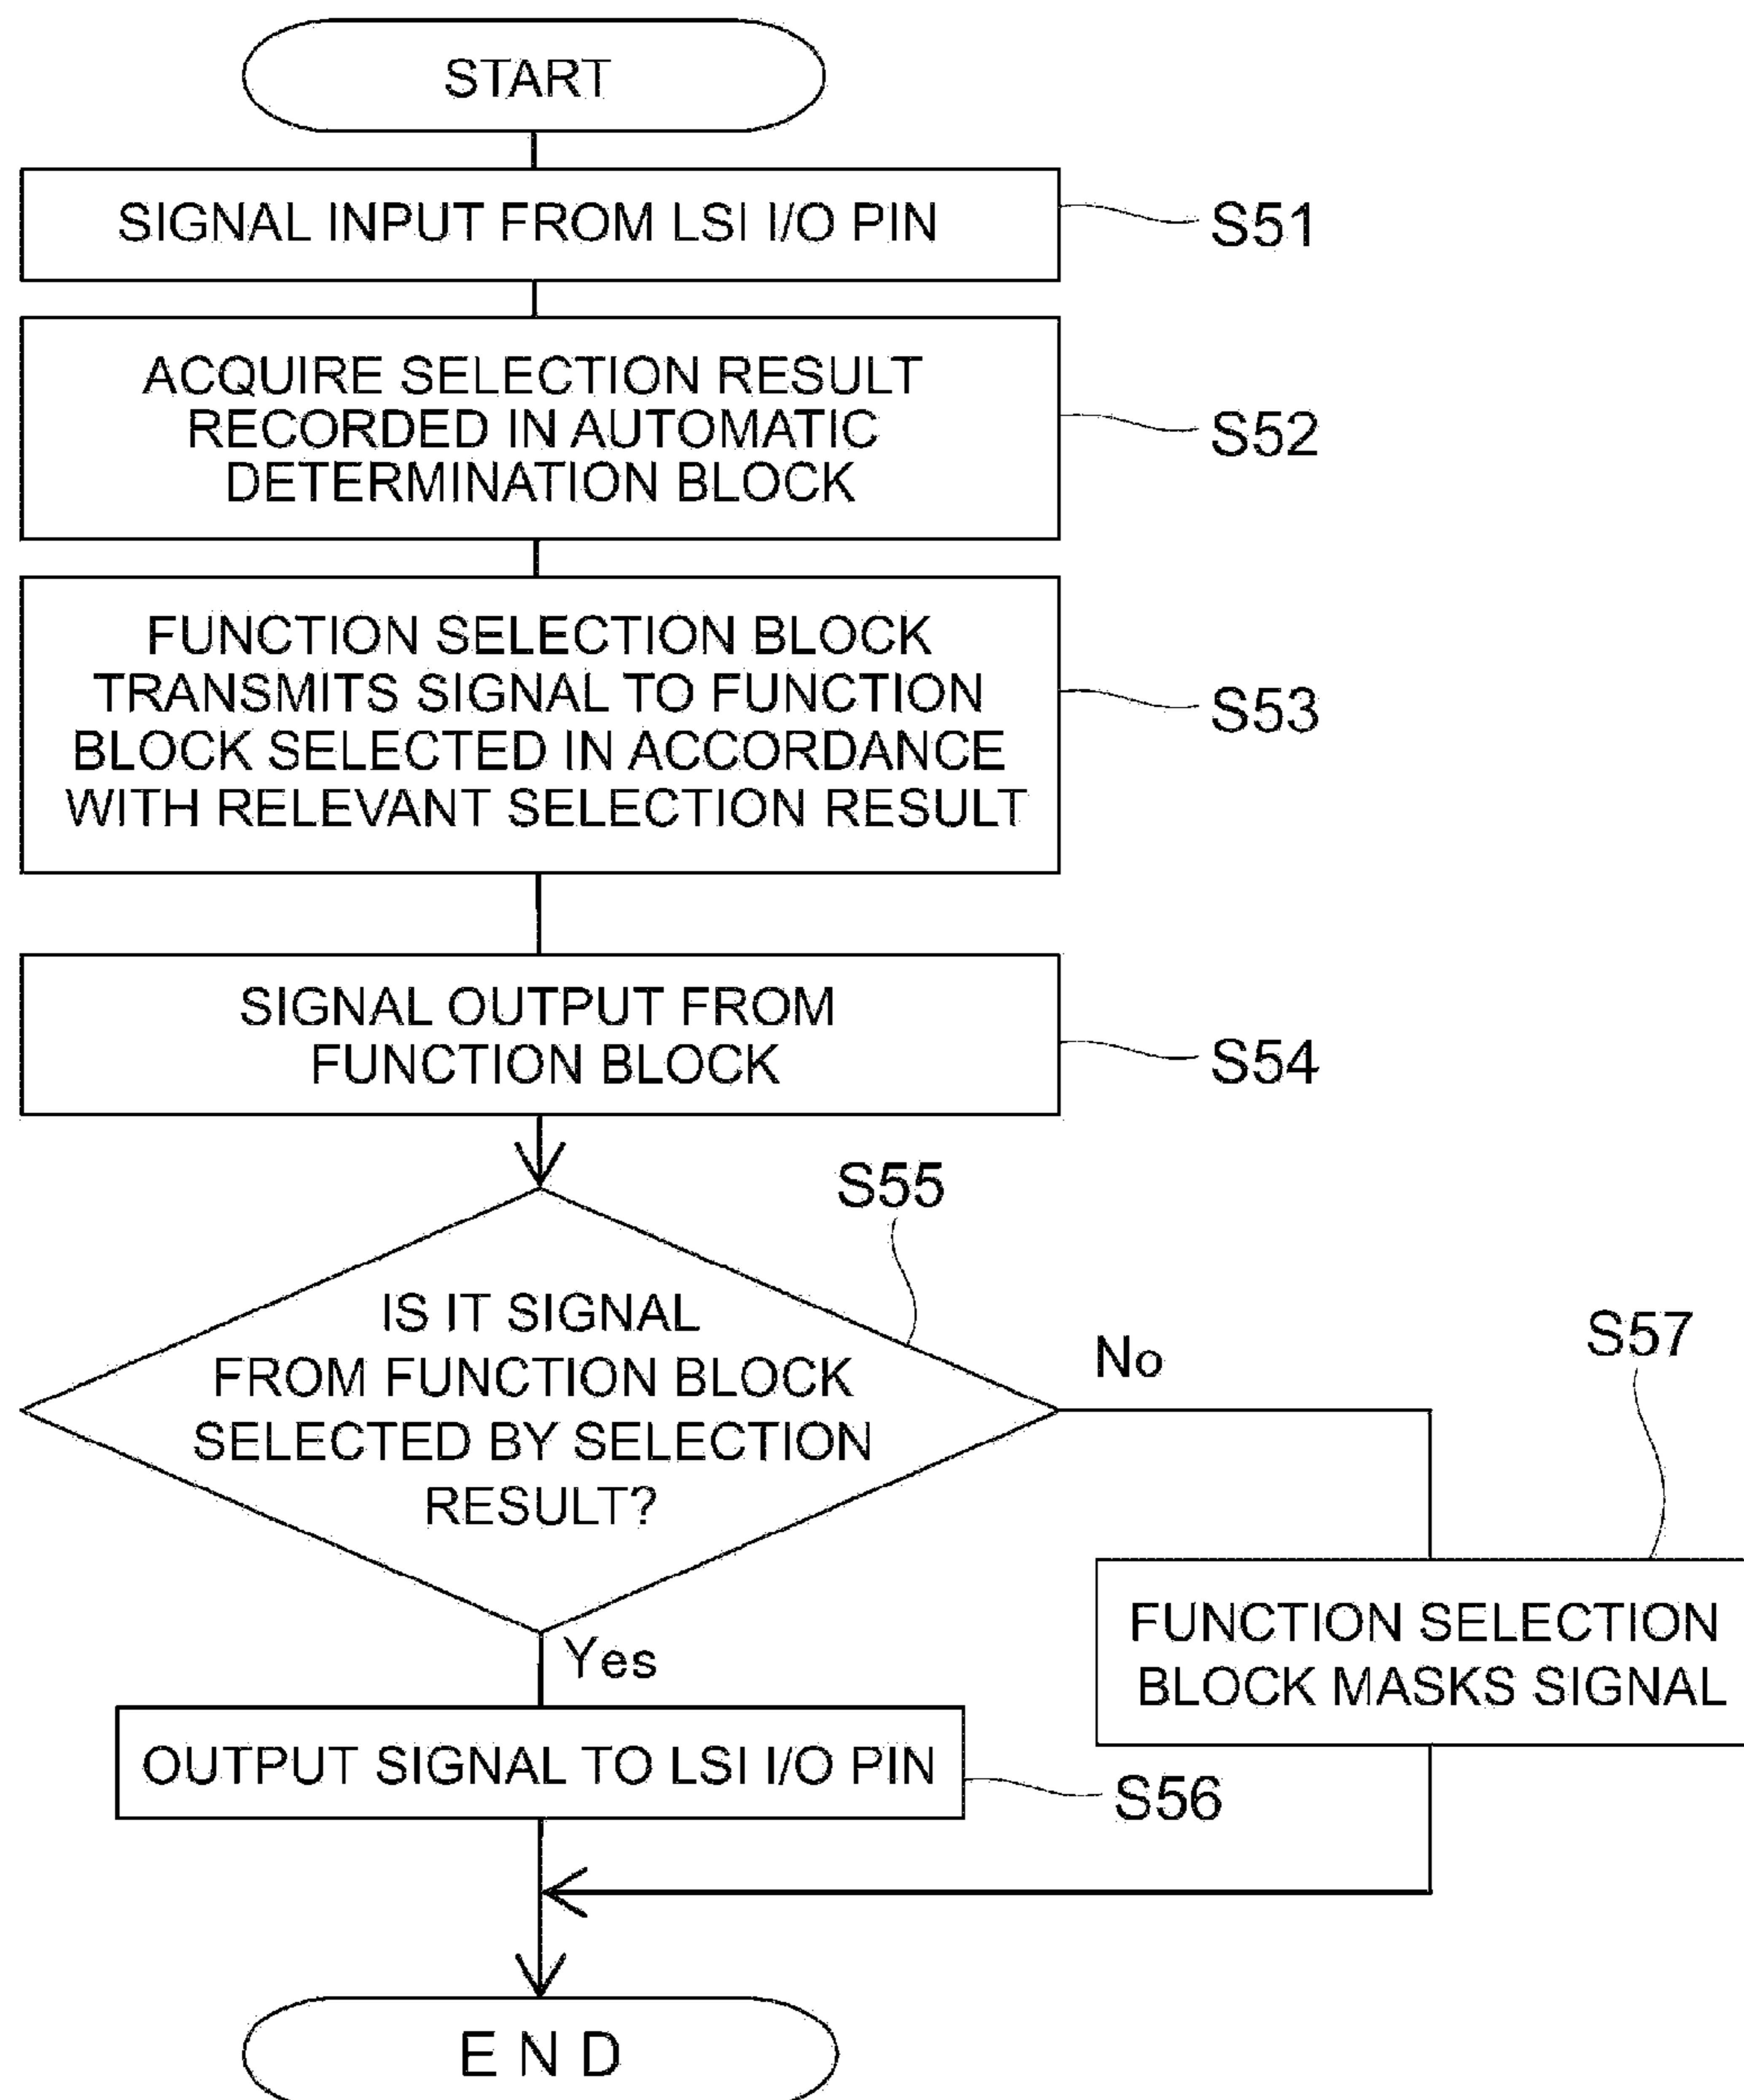 START
SIGNAL INPUT FROM LSI I/O PIN
S51
ACQUIRE SELECTION RESULT
RECORDED IN AUTOMATIC
DETERMINATION BLOCK
S52
FUNCTION SELECTION BLOCK
TRANSMITS SIGNAL TO FUNCTION
BLOCK SELECTED IN ACCORDANCE
WITH RELEVANT SELECTION RESULT
S53
SIGNAL OUTPUT FROM
FUNCTION BLOCK
S54
S55
IS IT SIGNAL
FROM FUNCTION BLOCK
SELECTED BY SELECTION
RESULT?
No
S57
FUNCTION SELECTION
BLOCK MASKS SIGNAL
Yes
OUTPUT SIGNAL TO LSI I/O PIN
S56
E N D